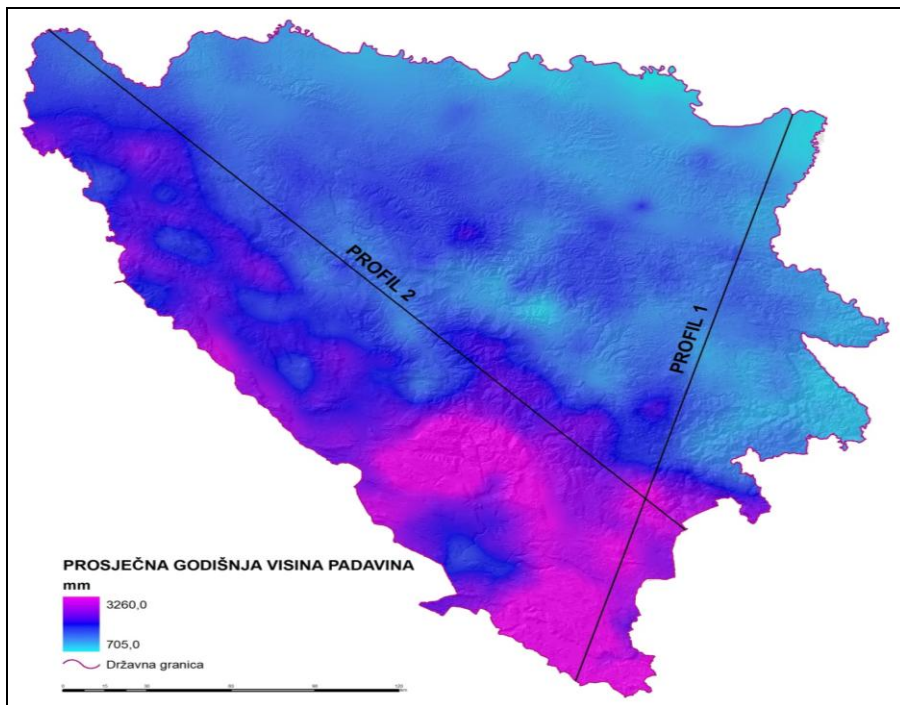 PROFIL 2
PROFIL 1
PROSJEČNA GODIŠNJA VISINA PADAVINA
mm
3260,0
705,0
Državna granica